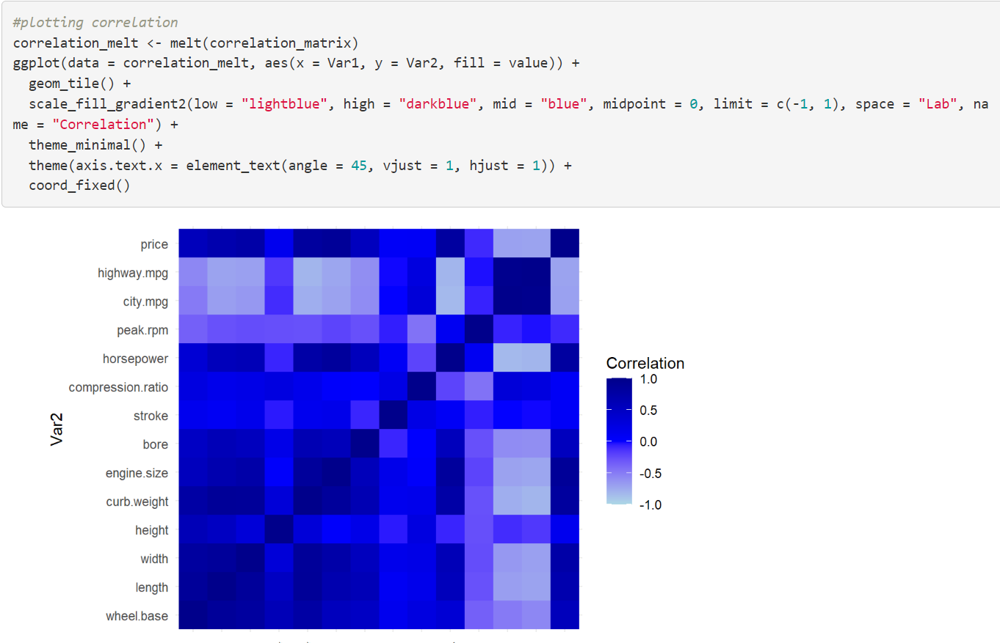 #plotting correlation
correlation_melt <- melt(correlation_matrix)
ggplot(data = correlation_melt, aes(x = Var1, y = Var2, fill = value)) +
  geom_tile() +
  scale_fill_gradient2(low = "lightblue", high = "darkblue", mid = "blue", midpoint = 0, limit = c(-1, 1), space = "Lab", na
me = "Correlation") +
  theme_minimal() +
  theme(axis.text.x = element_text(angle = 45, vjust = 1, hjust = 1)) +
  coord_fixed()
price
highway.mpg
city.mpg
peak.rpm
horsepower
compression.ratio
stroke
bore
engine.size
curb.weight
height
width
length
wheel.base
Var2
Correlation
1.0
0.5
0.0
-0.5
-1.0